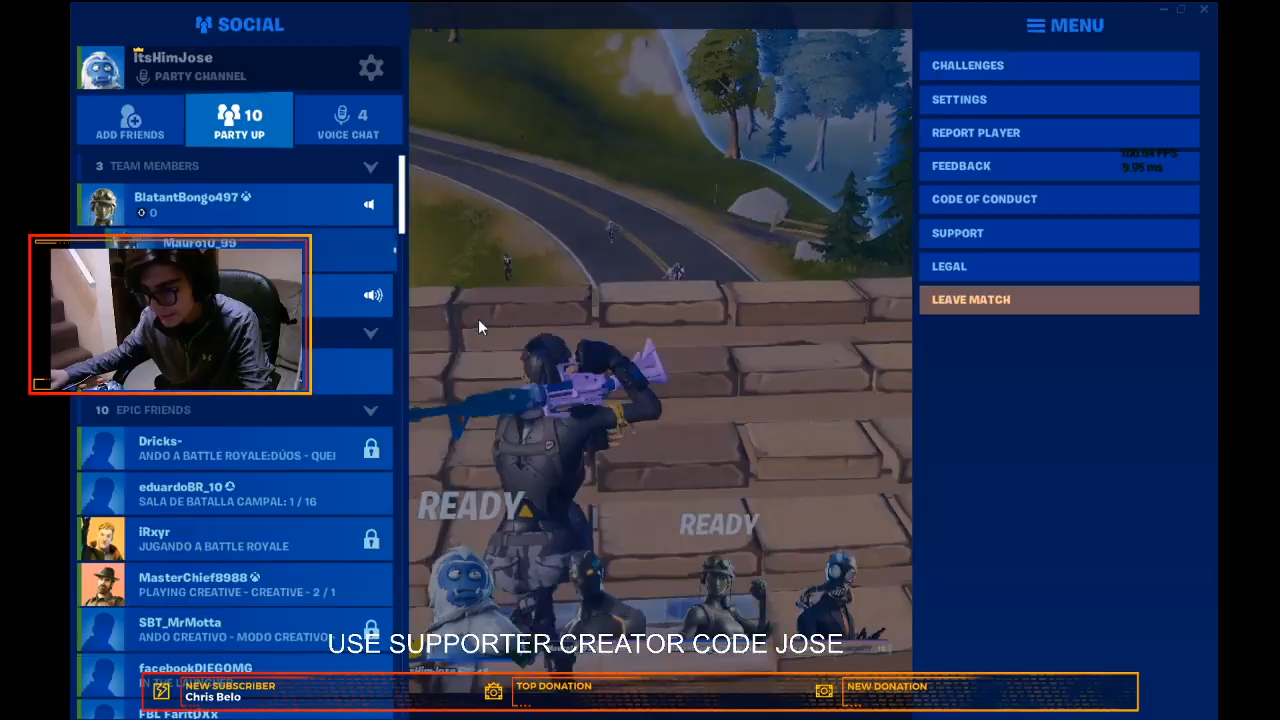 SOCIAL
ItsHimJose
PARTY CHANNEL
ADD FRIENDS
10
PARTY UP
4
VOICE CHAT
3 TEAM MEMBERS
BlatantBongo497
0
Mauro10_99
10 EPIC FRIENDS
Dricks-
ANDO A BATTLE ROYALE:DÚOS - QUEI
eduardoBR_10
SALA DE BATALLA CAMPAL: 1 / 16
iRxyr
JUGANDO A BATTLE ROYALE
MasterChief8988
PLAYING CREATIVE - CREATIVE - 2 / 1
SBT_MrMotta
ANDO CREATIVO - MODO CREATIVO
facebookDIEGOMG
FBL FaritDXx
MENU
CHALLENGES
SETTINGS
REPORT PLAYER
FEEDBACK
CODE OF CONDUCT
SUPPORT
LEGAL
LEAVE MATCH
READY
READY
USE SUPPORTER CREATOR CODE JOSE
NEW SUBSCRIBER
Chris Belo
TOP DONATION
....
NEW DONATION
....